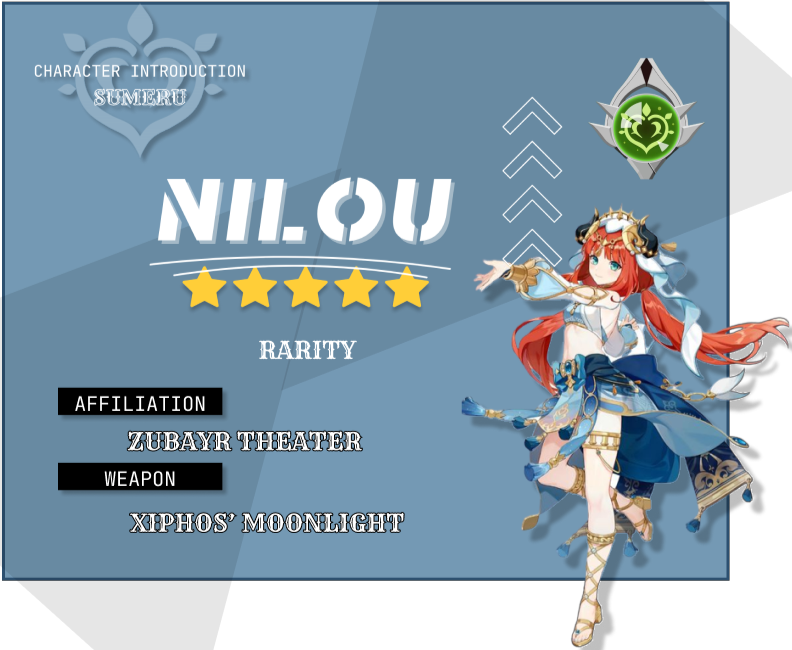 CHARACTER INTRODUCTION
SUMERU
NILOU
RARITY
AFFILIATION
ZUBAYR THEATER
WEAPON
XIPHOS’ MOONLIGHT